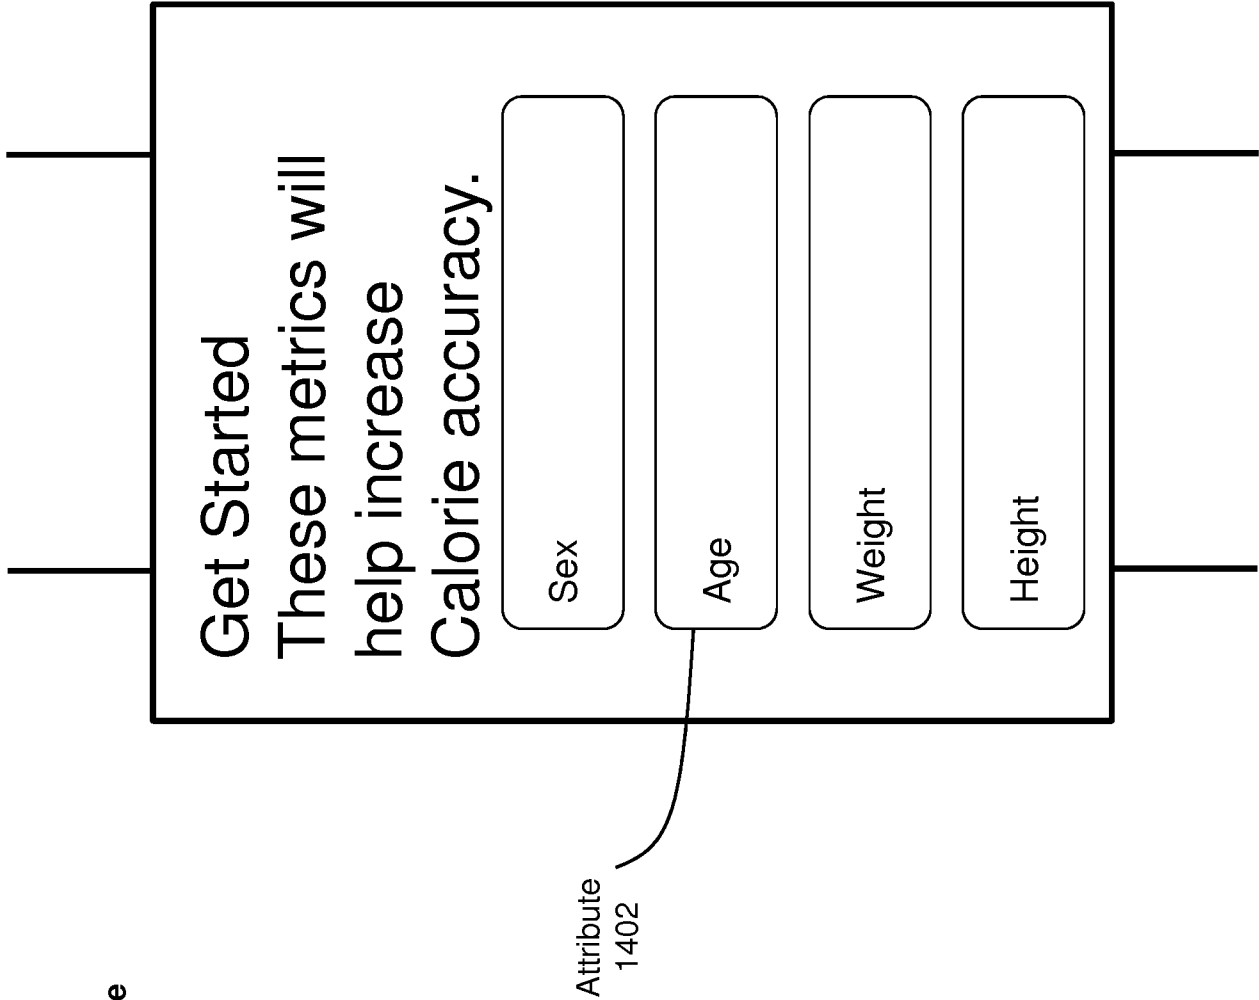 Get Started
These metrics will
help increase
Calorie accuracy.
Sex
Age
Weight
Height
Attribute
1402
e